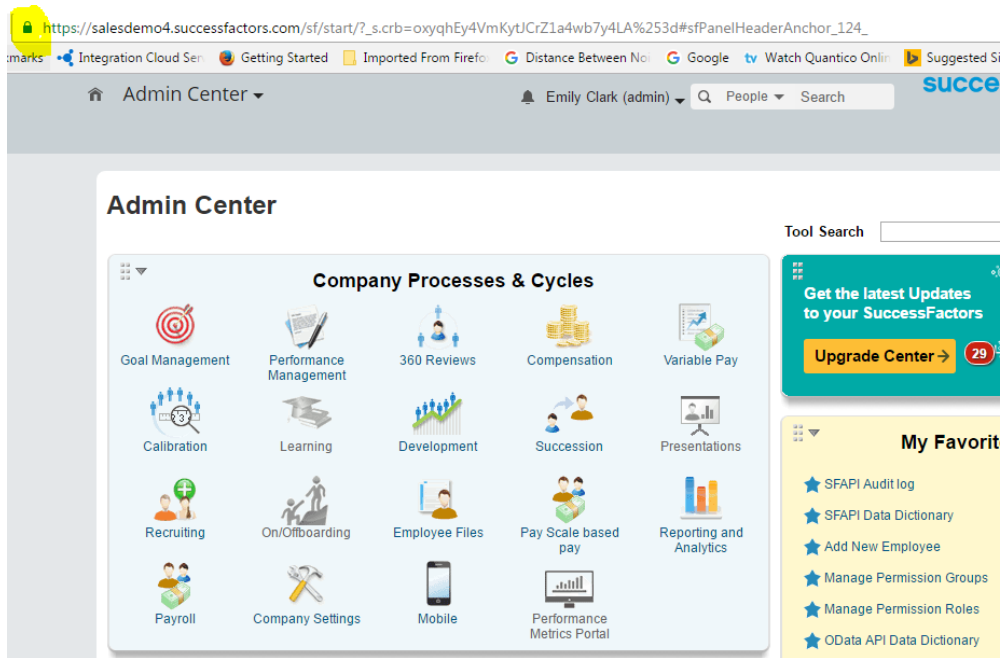 https://salesdemo4.successfactors.com/sf/start/?_s.crb=oxyqhEy4VmKytJCrZ1a4wb7y4LA%253d#sfPanelHeaderAnchor_124_
kmarks Integration Cloud Ser Getting Started Imported From Firefo Distance Between No Google tv Watch Quantico Onlin Suggested Si
Admin Center Emily Clark (admin) People Search succe
Admin Center
Tool Search
Company Processes & Cycles
Goal Management Performance Management 360 Reviews Compensation Variable Pay
Calibration Learning Development Succession Presentations
Recruiting On/Offboarding Employee Files Pay Scale based pay Reporting and Analytics
Payroll Company Settings Mobile Performance Metrics Portal
Get the latest Updates
to your SuccessFactors
Upgrade Center 29
My Favorit
SFAPI Audit log
SFAPI Data Dictionary
Add New Employee
Manage Permission Groups
Manage Permission Roles
OData API Data Dictionary